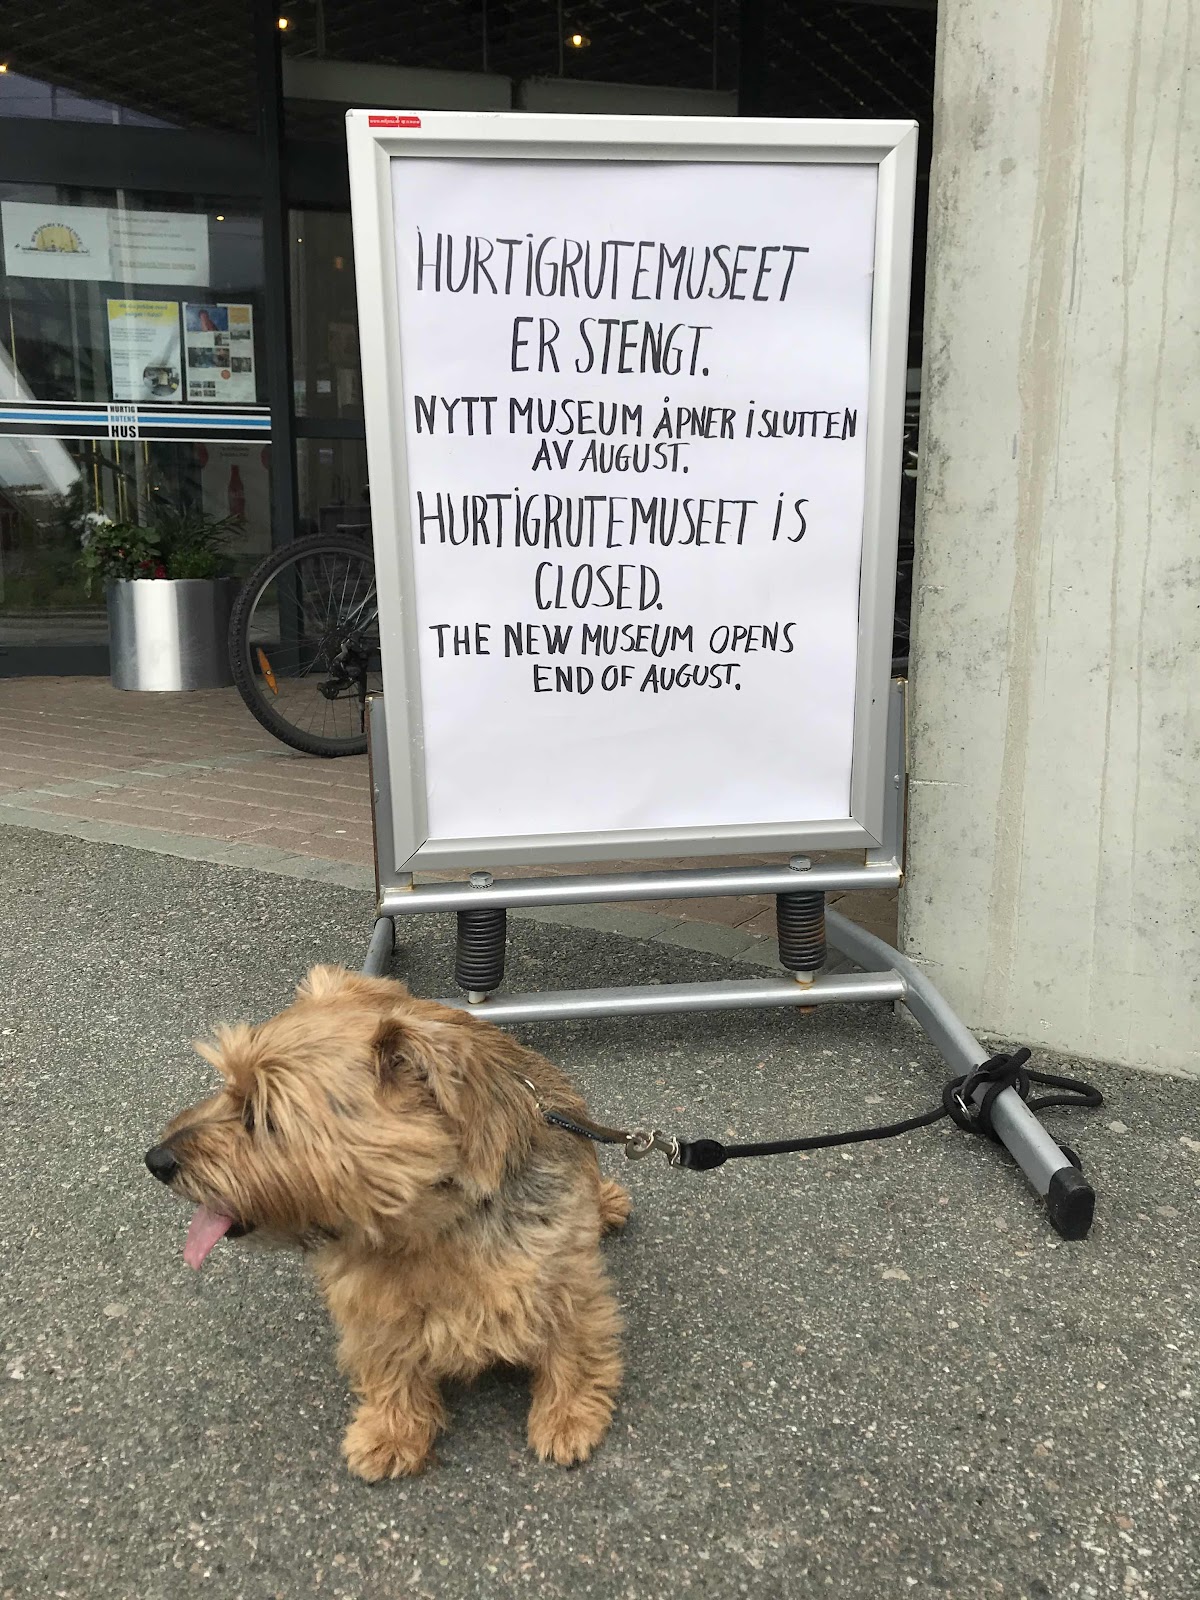 HURTIGRUTEMUSEET
ER STENGT.
NYTT MUSEUM ÅPNER I SLUTTEN
AV AUGUST.
HURTIGRUTEMUSEET IS
CLOSED.
THE NEW MUSEUM OPENS
END OF AUGUST.
HURTIG
RUTENS
HUS